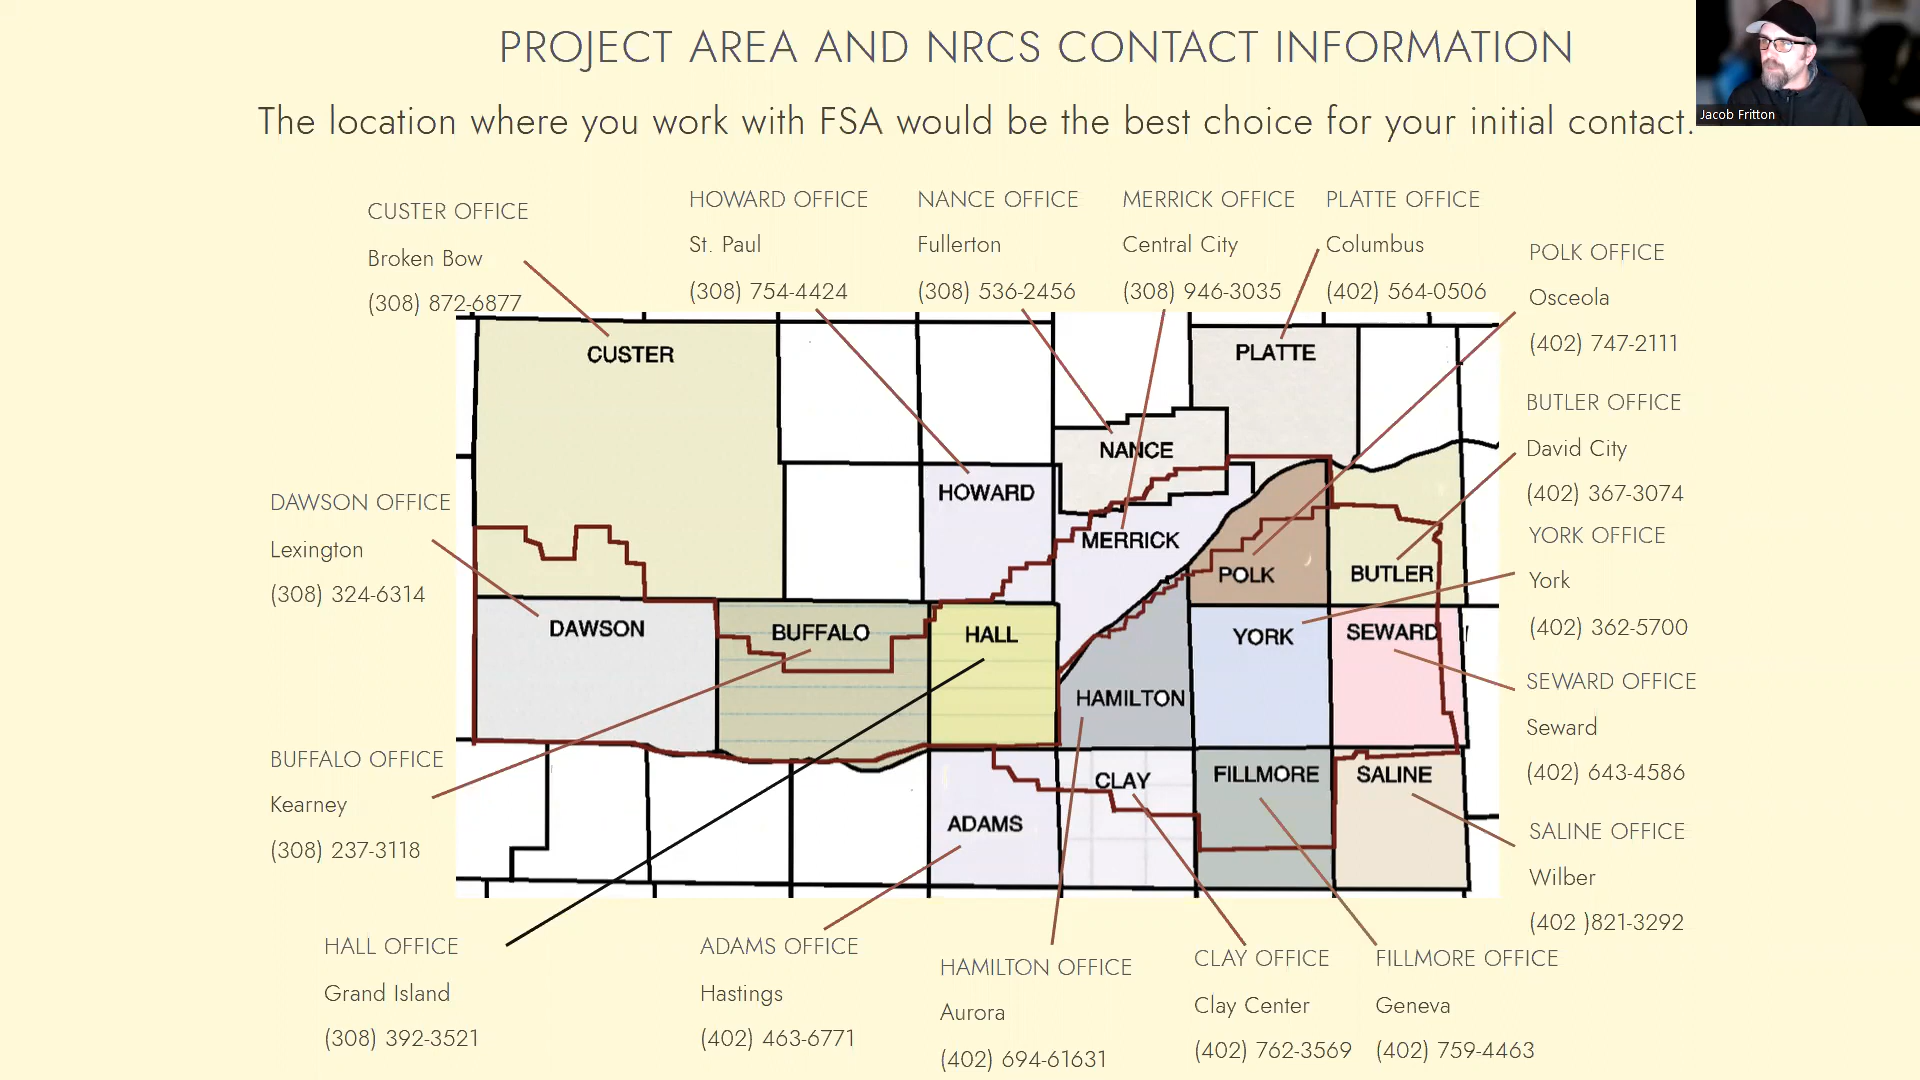 PROJECT AREA AND NRCS CONTACT INFORMATION
The location where you work with FSA would be the best choice for your initial contact.
Jacob Fritton
CUSTER OFFICE
Broken Bow
(308) 872-6877
HOWARD OFFICE
St. Paul
(308) 754-4424
NANCE OFFICE
Fullerton
(308) 536-2456
MERRICK OFFICE
Central City
(308) 946-3035
PLATTE OFFICE
Columbus
(402) 564-0506
POLK OFFICE
Osceola
(402) 747-2111
BUTLER OFFICE
David City
(402) 367-3074
YORK OFFICE
York
(402) 362-5700
SEWARD OFFICE
Seward
(402) 643-4586
SALINE OFFICE
Wilber
(402 )821-3292
DAWSON OFFICE
Lexington
(308) 324-6314
BUFFALO OFFICE
Kearney
(308) 237-3118
CUSTER
PLATTE
NANCE
HOWARD
MERRICK
POLK
BUTLER
DAWSON
BUFFALO
HALL
YORK
SEWARD
HAMILTON
CLAY
FILLMORE
SALINE
ADAMS
HALL OFFICE
Grand Island
(308) 392-3521
ADAMS OFFICE
Hastings
(402) 463-6771
HAMILTON OFFICE
Aurora
(402) 694-61631
CLAY OFFICE
Clay Center
(402) 762-3569
FILLMORE OFFICE
Geneva
(402) 759-4463